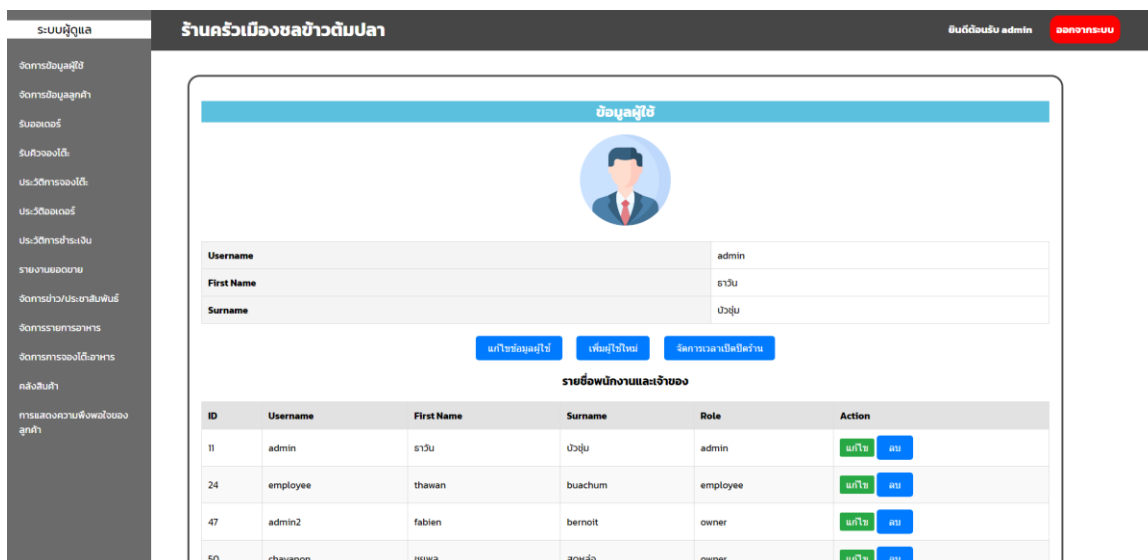 ระบบผู้ดูแล
ร้านครัวเมืองชลข้าวต้มปลา
ยินดีต้อนรับ admin
ออกจากระบบ
จัดการข้อมูลผู้ใช้
จัดการข้อมูลลูกค้า
รับออเดอร์
รับคิวจองโต๊ะ
ประวัติการจองโต๊ะ
ประวัติออเดอร์
ประวัติการชำระเงิน
รายงานยอดขาย
จัดการข่าว/ประชาสัมพันธ์
จัดการรายการอาหาร
จัดการการจองโต๊ะอาหาร
คลังสินค้า
การแสดงความพึงพอใจของ
ลูกค้า
ข้อมูลผู้ใช้
Username admin
First Name ธาวัน
Surname บัวชุ่ม
แก้ไขข้อมูลผู้ใช้ เพิ่มผู้ใช้ใหม่ จัดการเวลาเปิดปิดร้าน
รายชื่อพนักงานและเจ้าของ
ID Username First Name Surname Role Action
11 admin ธาวัน บัวชุ่ม admin แก้ไข ลบ
24 employee thawan buachum employee แก้ไข ลบ
47 admin2 fabien bernoit owner แก้ไข ลบ
50 chavanon owner แก้ไข ลบ